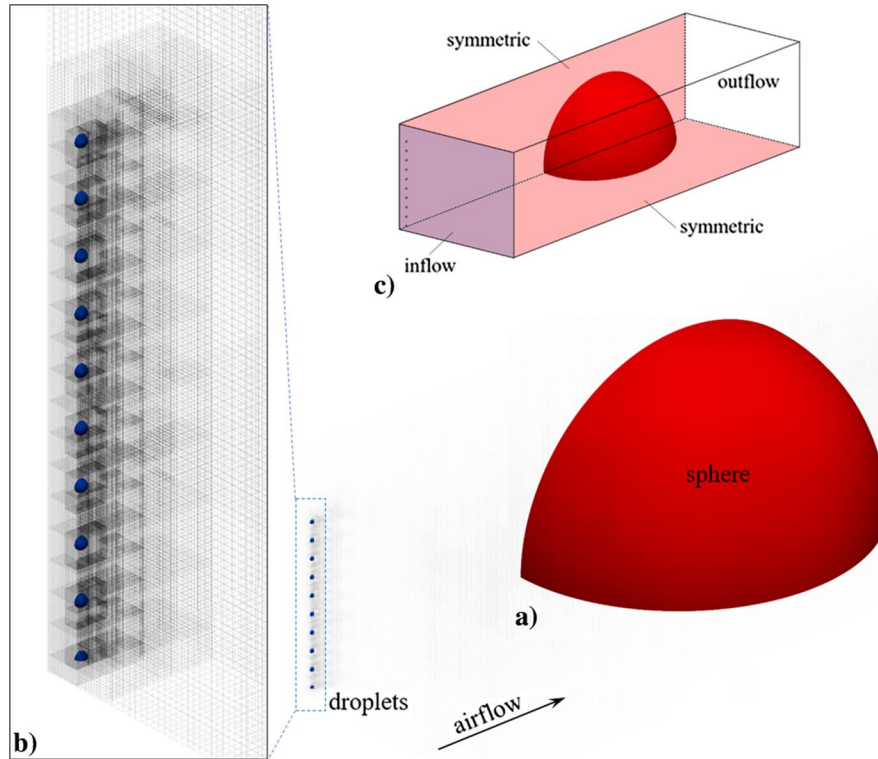 symmetric
outflow
symmetric
inflow
c)
sphere
a)
droplets
airflow
b)